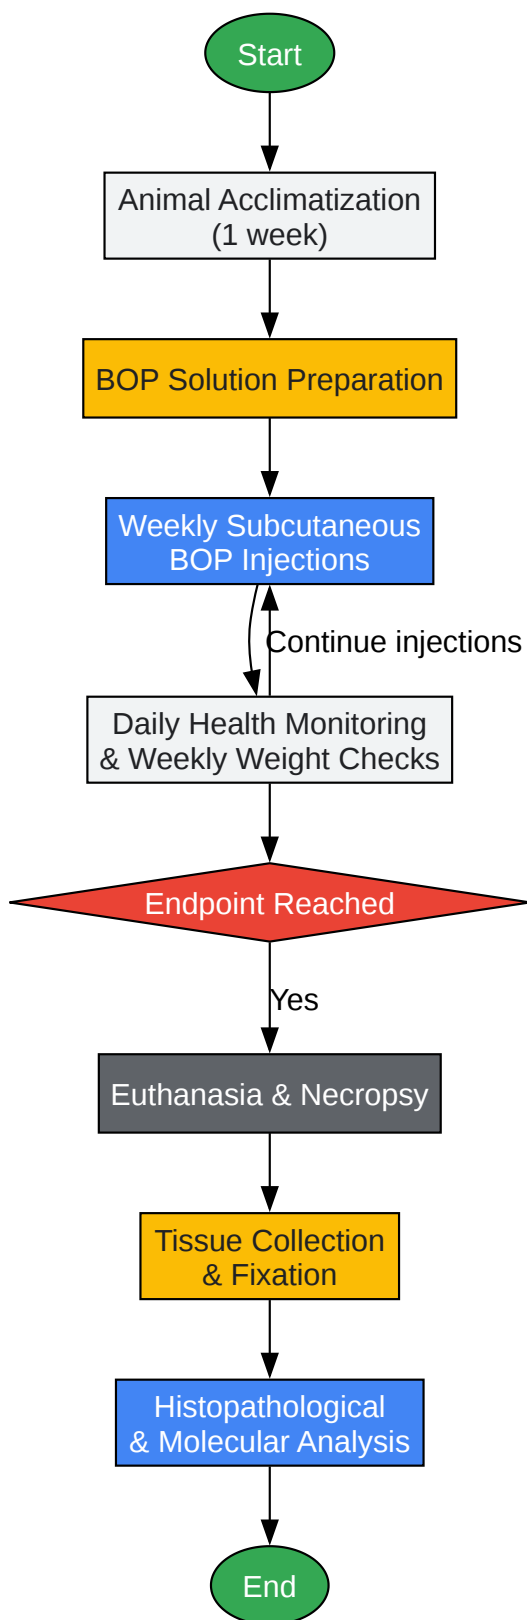 Start
Animal Acclimatization
(1 week)
BOP Solution Preparation
Weekly Subcutaneous
BOP Injections
Continue injections
Daily Health Monitoring
& Weekly Weight Checks
Endpoint Reached
Yes
Euthanasia & Necropsy
Tissue Collection
& Fixation
Histopathological
& Molecular Analysis
End